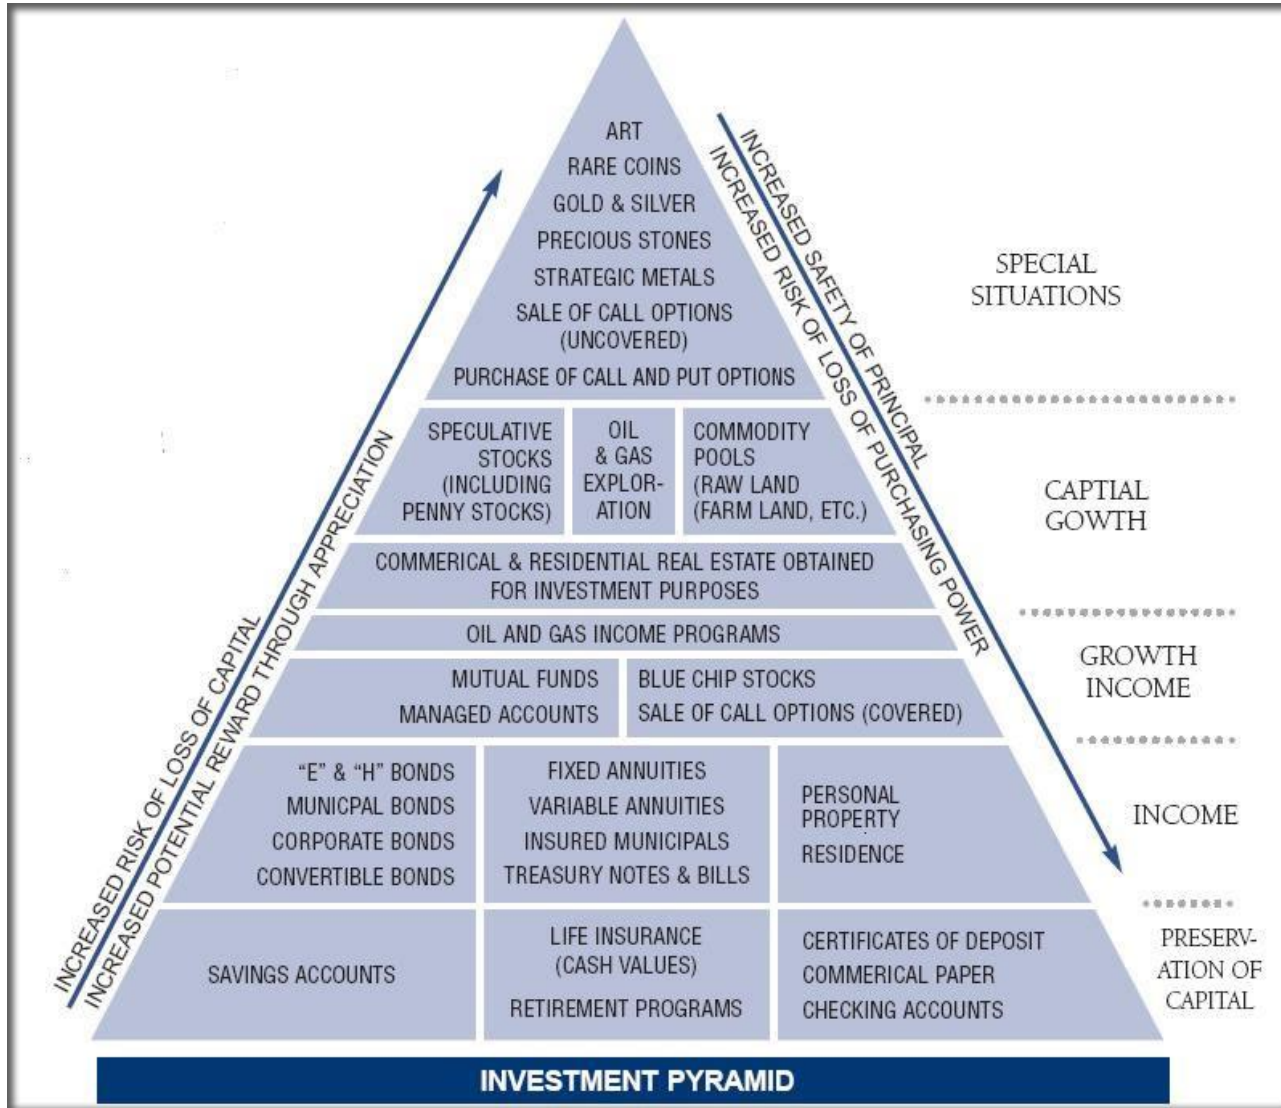 ART
RARE COINS
GOLD & SILVER
PRECIOUS STONES
STRATEGIC METALS
SALE OF CALL OPTIONS
(UNCOVERED)
PURCHASE OF CALL AND PUT OPTIONS
SPECULATIVE
STOCKS
(INCLUDING
PENNY STOCKS)
OIL
& GAS
EXPLOR-
ATION
COMMODITY
POOLS
(RAW LAND
(FARM LAND, ETC.)
COMMERICAL & RESIDENTIAL REAL ESTATE OBTAINED
FOR INVESTMENT PURPOSES
OIL AND GAS INCOME PROGRAMS
MUTUAL FUNDS
MANAGED ACCOUNTS
BLUE CHIP STOCKS
SALE OF CALL OPTIONS (COVERED)
“E” & “H” BONDS
MUNICPAL BONDS
CORPORATE BONDS
CONVERTIBLE BONDS
FIXED ANNUITIES
VARIABLE ANNUITIES
INSURED MUNICIPALS
TREASURY NOTES & BILLS
PERSONAL
PROPERTY
RESIDENCE
SAVINGS ACCOUNTS
LIFE INSURANCE
(CASH VALUES)
RETIREMENT PROGRAMS
CERTIFICATES OF DEPOSIT
COMMERICAL PAPER
CHECKING ACCOUNTS
INCREASED RISK OF LOSS OF CAPITAL
INCREASED POTENTIAL REWARD THROUGH APPRECIATION
INCREASED SAFETY OF PRINCIPAL
INCREASED RISK OF LOSS OF PURCHASING POWER
SPECIAL
SITUATIONS
CAPTIAL
GOWTH
GROWTH
INCOME
INCOME
PRESERV-
ATION OF
CAPITAL
INVESTMENT PYRAMID